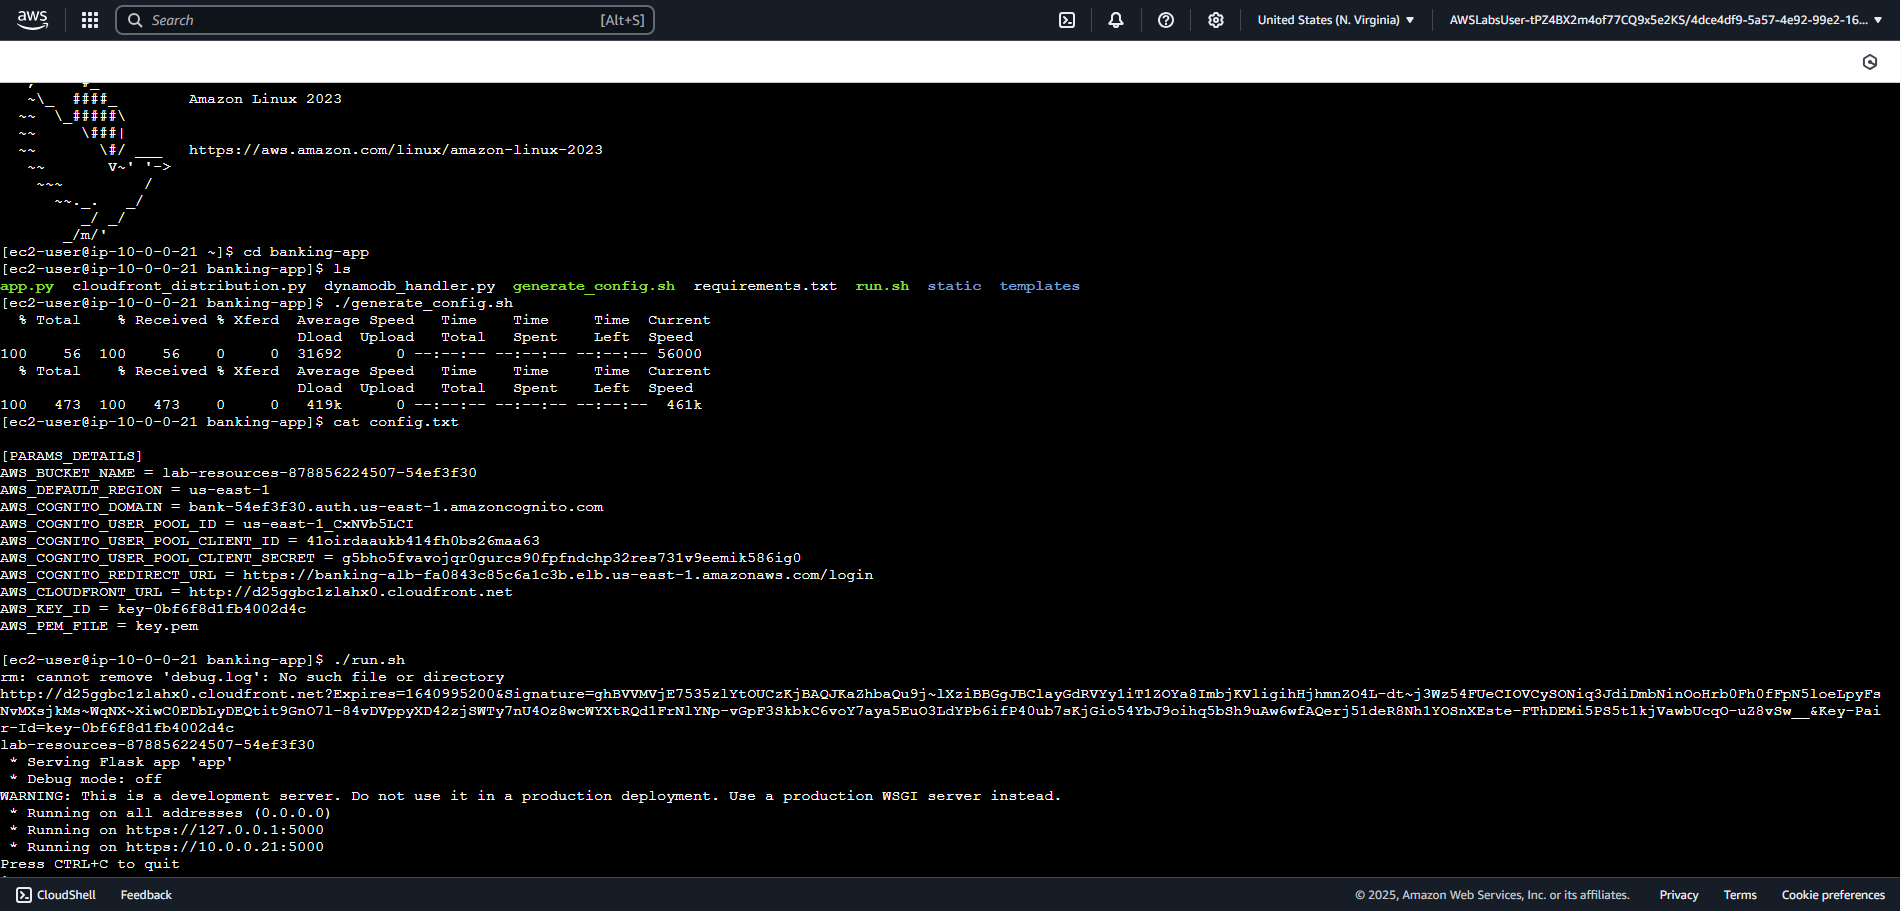 aws
Search [Alt+S]
United States (N. Virginia)
AWSLabsUser-tPZ4BX2m4of77CQ9x5e2KS/4dce4df9-5a57-4e92-99e2-16...
~\_  ####_        Amazon Linux 2023
~~  \_#####\
~~     \###|
~~       \#/ ___   https://aws.amazon.com/linux/amazon-linux-2023
~~       V~' '->
~~~         /
~~._.   _/
_/ _/
_/m/'
[ec2-user@ip-10-0-0-21 ~]$ cd banking-app
[ec2-user@ip-10-0-0-21 banking-app]$ ls
app.py  cloudfront_distribution.py  dynamodb_handler.py  generate_config.sh  requirements.txt  run.sh  static  templates
[ec2-user@ip-10-0-0-21 banking-app]$ ./generate_config.sh
% Total    % Received % Xferd  Average Speed   Time    Time     Time  Current
Dload  Upload   Total   Spent    Left  Speed
100    56  100    56    0     0  31692      0 --:--:-- --:--:-- --:--:-- 56000
% Total    % Received % Xferd  Average Speed   Time    Time     Time  Current
Dload  Upload   Total   Spent    Left  Speed
100   473  100   473    0     0   419k      0 --:--:-- --:--:-- --:--:--  461k
[ec2-user@ip-10-0-0-21 banking-app]$ cat config.txt
[PARAMS_DETAILS]
AWS_BUCKET_NAME = lab-resources-878856224507-54ef3f30
AWS_DEFAULT_REGION = us-east-1
AWS_COGNITO_DOMAIN = bank-54ef3f30.auth.us-east-1.amazoncognito.com
AWS_COGNITO_USER_POOL_ID = us-east-1_CxNVb5LCI
AWS_COGNITO_USER_POOL_CLIENT_ID = 41oirdaaukb414fh0bs26maa63
AWS_COGNITO_USER_POOL_CLIENT_SECRET = g5bho5fvavojqr0gurcs90fpfndchp32res731v9eemik586ig0
AWS_COGNITO_REDIRECT_URL = https://banking-alb-fa0843c85c6a1c3b.elb.us-east-1.amazonaws.com/login
AWS_CLOUDFRONT_URL = http://d25ggbc1zlahx0.cloudfront.net
AWS_KEY_ID = key-0bf6f8d1fb4002d4c
AWS_PEM_FILE = key.pem
[ec2-user@ip-10-0-0-21 banking-app]$ ./run.sh
rm: cannot remove 'debug.log': No such file or directory
http://d25ggbc1zlahx0.cloudfront.net?Expires=1640995200&Signature=ghBVVMVjE7535zlYtOUCzKjBAQJKaZhbaQu9j~lXziBBGgJBClayGdRVYy1iT1ZOYa8ImbjKVligihHjhmnZO4L-dt~j3Wz54FUeCIOVCySONiq3JdiDmbNinOoHrb0Fh0fFpN5loeLpyFs
NvMXsjkMs~WqNX~XiwC0EDbLyDEQtit9GnO7l-84vDVppyXD42zjSWTy7nU4Oz8wcWYXtRQd1FrNlYNp-vGpF3SkbkC6voY7aya5EuO3LdYPb6ifP40ub7sKjGio54YbJ9oihq5bSh9uAw6wfAQerj51deR8Nh1YOSnXEste-FThDEMi5PS5t1kjVawbUcqO-uZ8vSw__&Key-Pai
r-Id=key-0bf6f8d1fb4002d4c
lab-resources-878856224507-54ef3f30
* Serving Flask app 'app'
* Debug mode: off
WARNING: This is a development server. Do not use it in a production deployment. Use a production WSGI server instead.
* Running on all addresses (0.0.0.0)
* Running on https://127.0.0.1:5000
* Running on https://10.0.0.21:5000
Press CTRL+C to quit
CloudShell  Feedback  © 2025, Amazon Web Services, Inc. or its affiliates.  Privacy  Terms  Cookie preferences